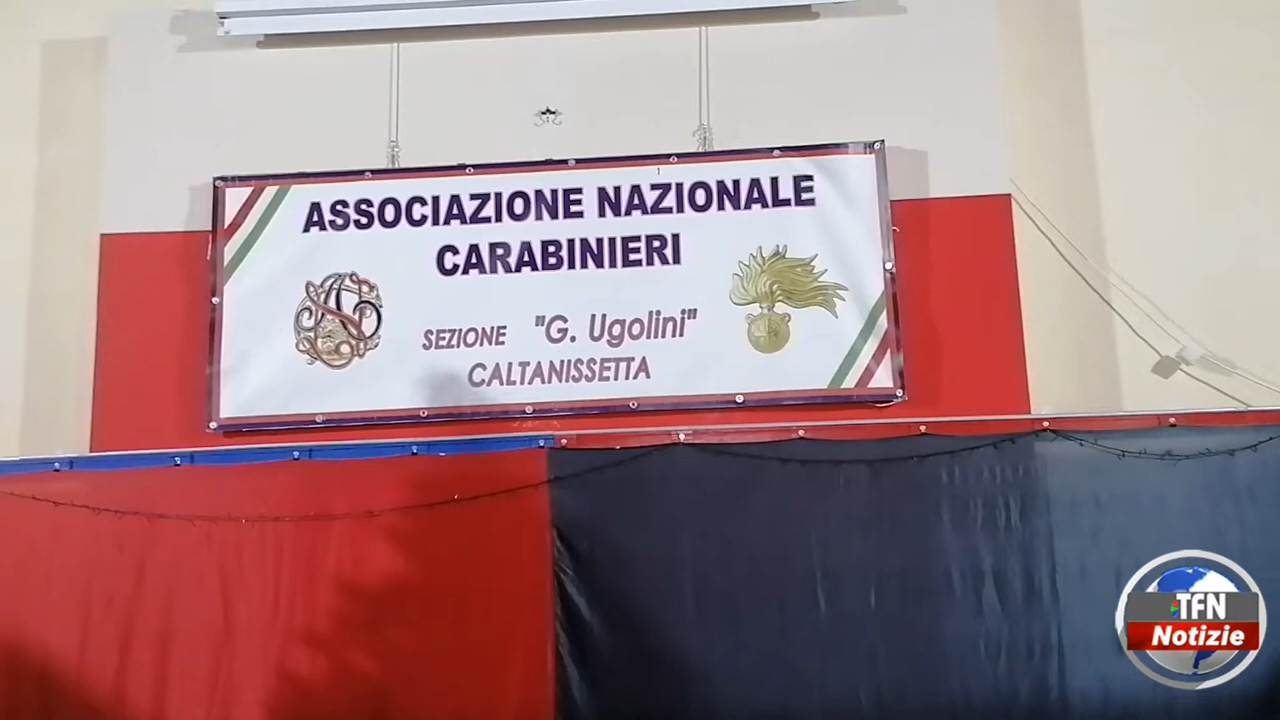 ASSOCIAZIONE NAZIONALE
CARABINIERI
SEZIONE "G. Ugolini"
CALTANISSETTA
TFN
Notizie